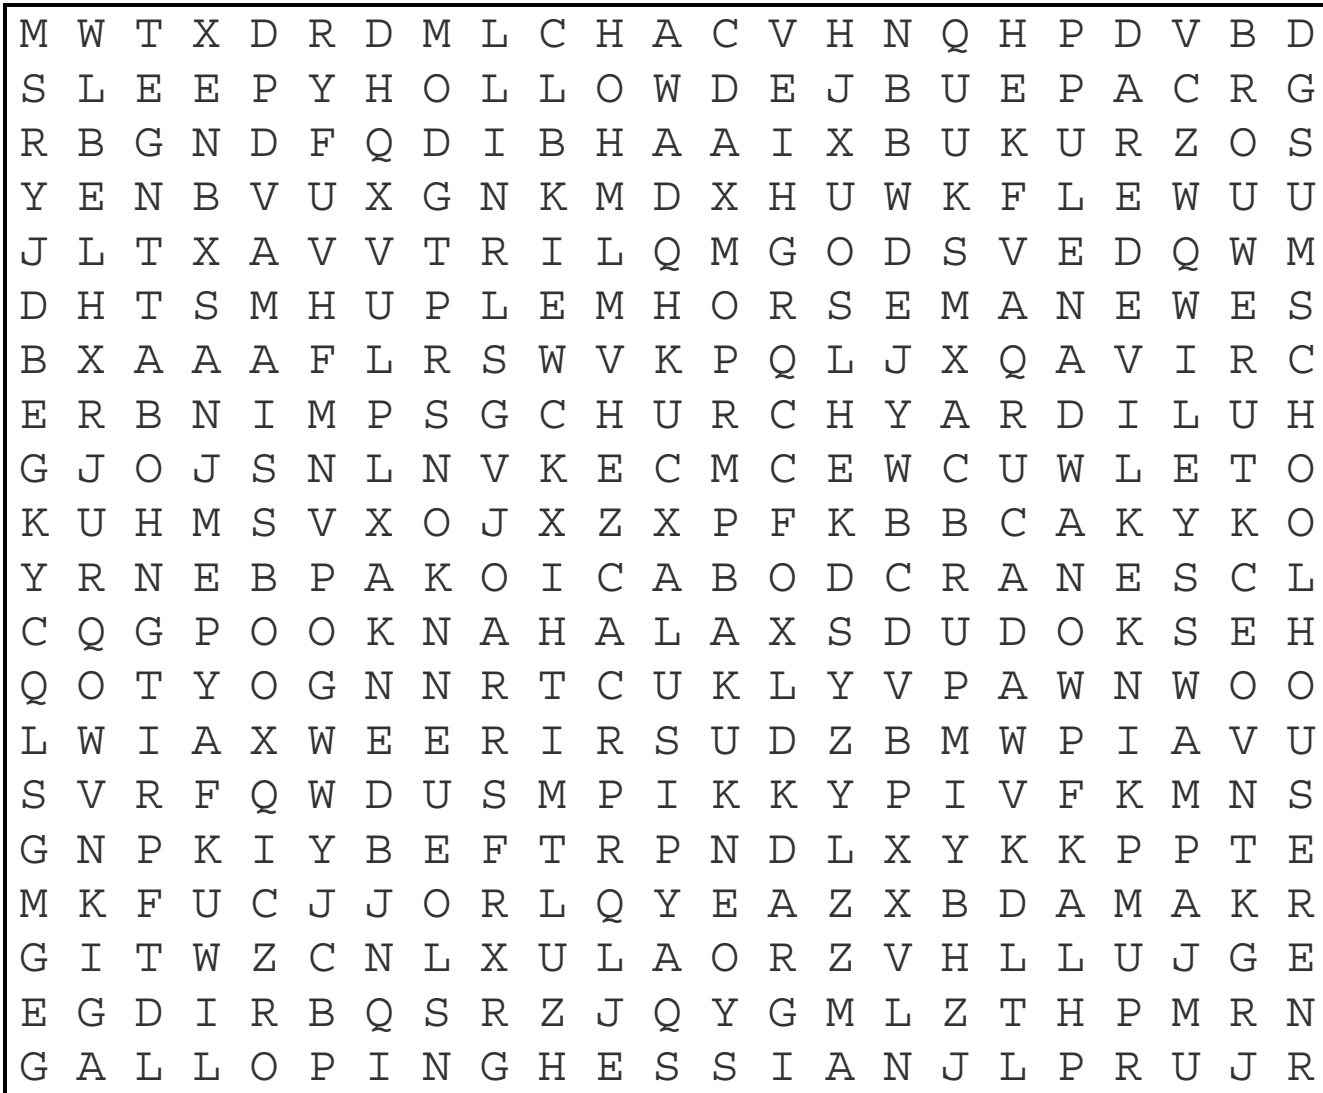 M W T X D R D M L C H A C V H N Q H P D V B D
S L E E P Y H O L L O W D E J B U E P A C R G
R B G N D F Q D I B H A A I X B U K U R Z O S
Y E N B V U X G N K M D X H U W K F L E W U U
J L T X A V V T R I L Q M G O D S V E D Q W M
D H T S M H U P L E M H O R S E M A N E W E S
B X A A A F L R S W V K P Q L J X Q A V I R C
E R B N I M P S G C H U R C H Y A R D I L U H
G J O J S N L N V K E C M C E W C U W L E T O
K U H M S V X O J X Z X P F K B B C A K Y K O
Y R N E B P A K O I C A B O D C R A N E S C L
C Q G P O O K N A H A L A X S D U D O K S E H
Q O T Y O G N N R T C U K L Y V P A W N W O O
L W I A X W E E R I R S U D Z B M W P I A V U
S V R F Q W D U S M P I K K Y P I V F K M N S
G N P K I Y B E F T R P N D L X Y K K P P T E
M K F U C J J O R L Q Y E A Z X B D A M A K R
G I T W Z C N L X U L A O R Z V H L L U J G E
E G D I R B Q S R Z J Q Y G M L Z T H P M R N
G A L L O P I N G H E S S I A N J L P R U J R